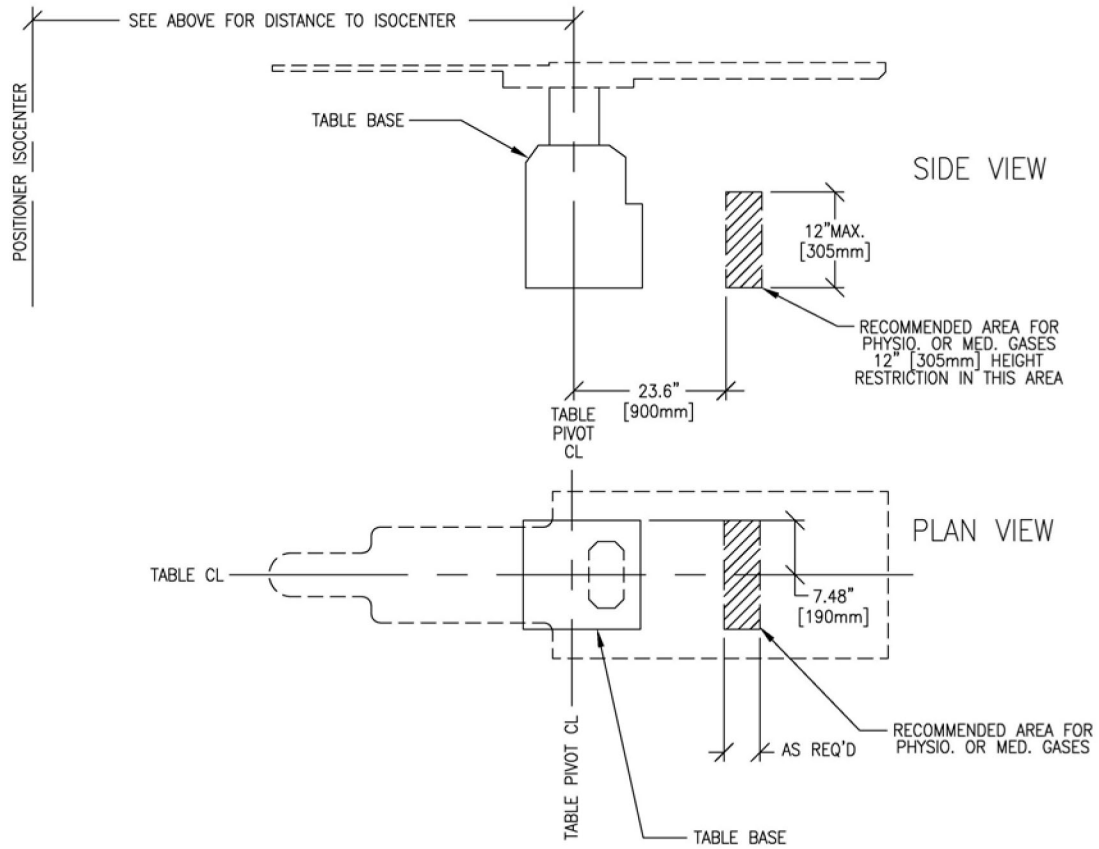 SEE ABOVE FOR DISTANCE TO ISOCENTER
POSITIONER ISOCENTER
TABLE BASE
SIDE VIEW
12"MAX.
[305mm]
RECOMMENDED AREA FOR
PHYSIO. OR MED. GASES
12" [305mm] HEIGHT
RESTRICTION IN THIS AREA
23.6"
[900mm]
TABLE
PIVOT
CL
PLAN VIEW
TABLE CL
7.48"
[190mm]
RECOMMENDED AREA FOR
PHYSIO. OR MED. GASES
AS REQ'D
TABLE PIVOT CL
TABLE BASE